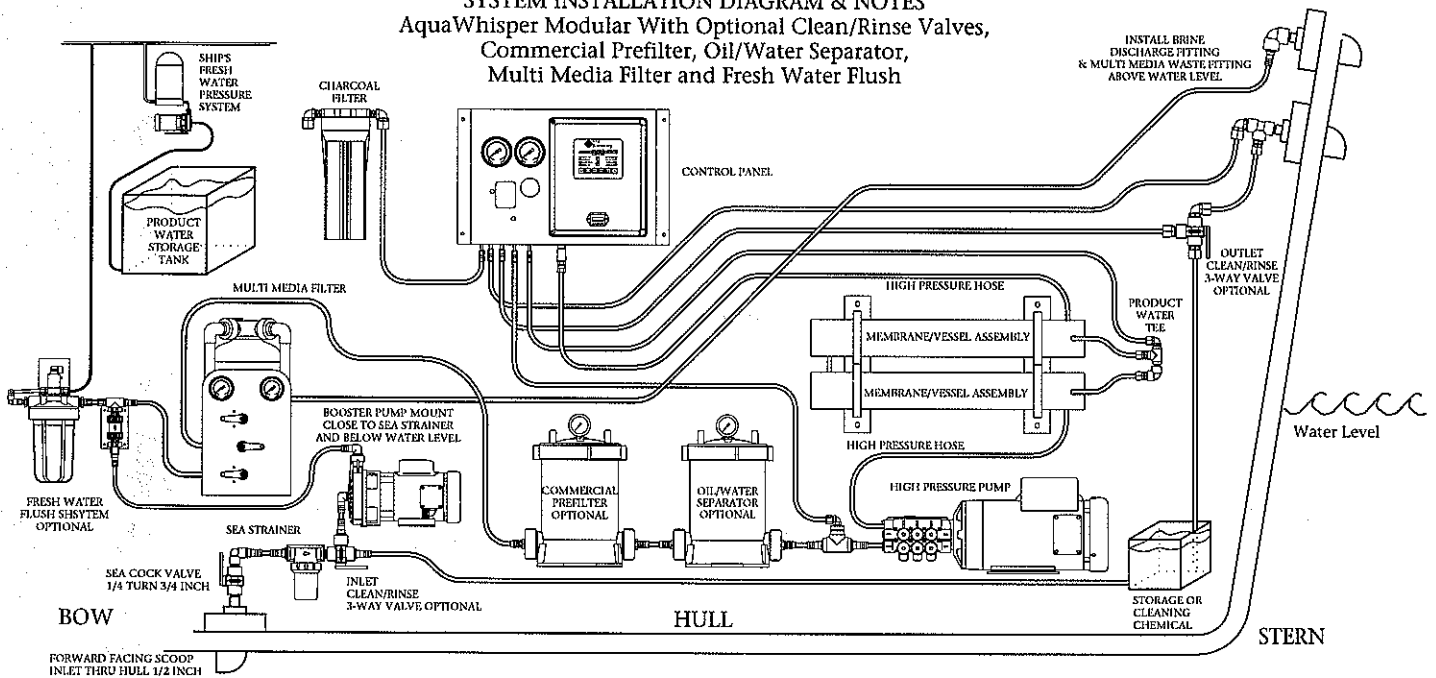 SYSTEM INSTALLATION DIAGRAM & NOTES
AquaWhisper Modular With Optional Clean/Rinse Valves,
Commercial Prefilter, Oil/Water Separator,
Multi Media Filter and Fresh Water Flush
INSTALL BRINE
DISCHARGE FITTING
& MULTI MEDIA WASTE FITTING
ABOVE WATER LEVEL
SHIP'S
FRESH
WATER
PRESSURE
SYSTEM
CHARCOAL
FILTER
CONTROL PANEL
PRODUCT
WATER
STORAGE
TANK
OUTLET
CLEAN/RINSE
3-WAY VALVE
OPTIONAL
MULTI MEDIA FILTER
HIGH PRESSURE HOSE
PRODUCT
WATER
TEE
MEMBRANE/VESSEL ASSEMBLY
MEMBRANE/VESSEL ASSEMBLY
BOOSTER PUMP MOUNT
CLOSE TO SEA STRAINER
AND BELOW WATER LEVEL
Water Level
HIGH PRESSURE HOSE
COMMERCIAL
PREFILTER
OPTIONAL
OIL/WATER
SEPARATOR
OPTIONAL
HIGH PRESSURE PUMP
FRESH WATER
FLUSH SHSYTEM
OPTIONAL
SEA STRAINER
SEA COCK VALVE
1/4 TURN 3/4 INCH
INLET
CLEAN/RINSE
3-WAY VALVE OPTIONAL
STORAGE OR
CLEANING
CHEMICAL
BOW
HULL
STERN
FORWARD FACING SCOOP
INLET THRU HULL 1/2 INCH